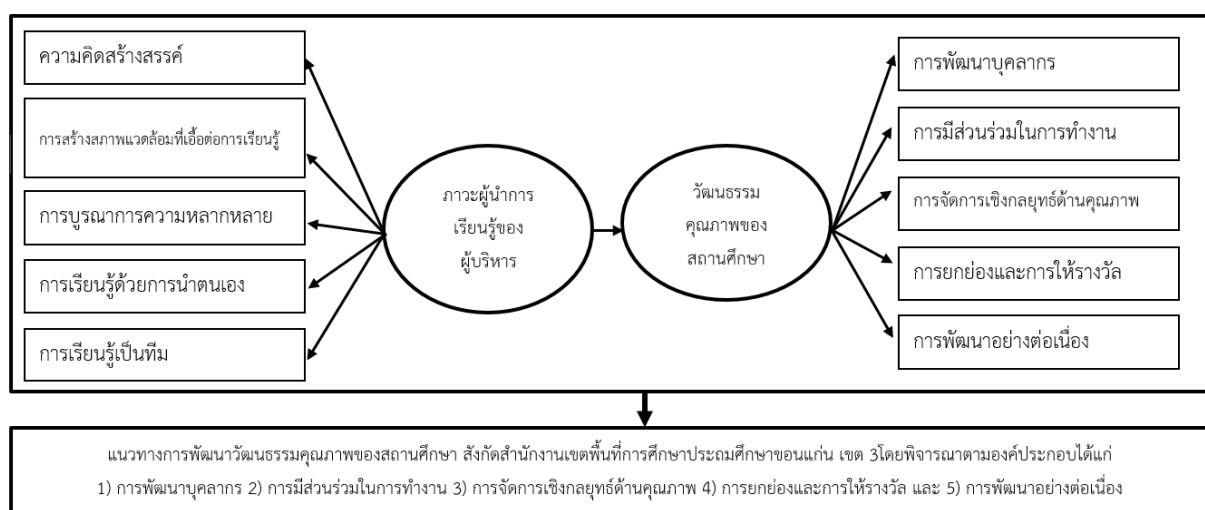 ความคิดสร้างสรรค์
การสร้างสภาพแวดล้อมที่เอื้อต่อการเรียนรู้
การบูรณาการความหลากหลาย
การเรียนรู้ด้วยการนำตนเอง
การเรียนรู้เป็นทีม
ภาวะผู้นำการ
เรียนรู้ของ
ผู้บริหาร
วัฒนธรรม
คุณภาพของ
สถานศึกษา
การพัฒนาบุคลากร
การมีส่วนร่วมในการทำงาน
การจัดการเชิงกลยุทธ์ด้านคุณภาพ
การยกย่องและการให้รางวัล
การพัฒนาอย่างต่อเนื่อง
แนวทางการพัฒนาวัฒนธรรมคุณภาพของสถานศึกษา สังกัดสำนักงานเขตพื้นที่การศึกษาประถมศึกษาขอนแก่น เขต 3โดยพิจารณาตามองค์ประกอบได้แก่
1) การพัฒนาบุคลากร 2) การมีส่วนร่วมในการทำงาน 3) การจัดการเชิงกลยุทธ์ด้านคุณภาพ 4) การยกย่องและการให้รางวัล และ 5) การพัฒนาอย่างต่อเนื่อง